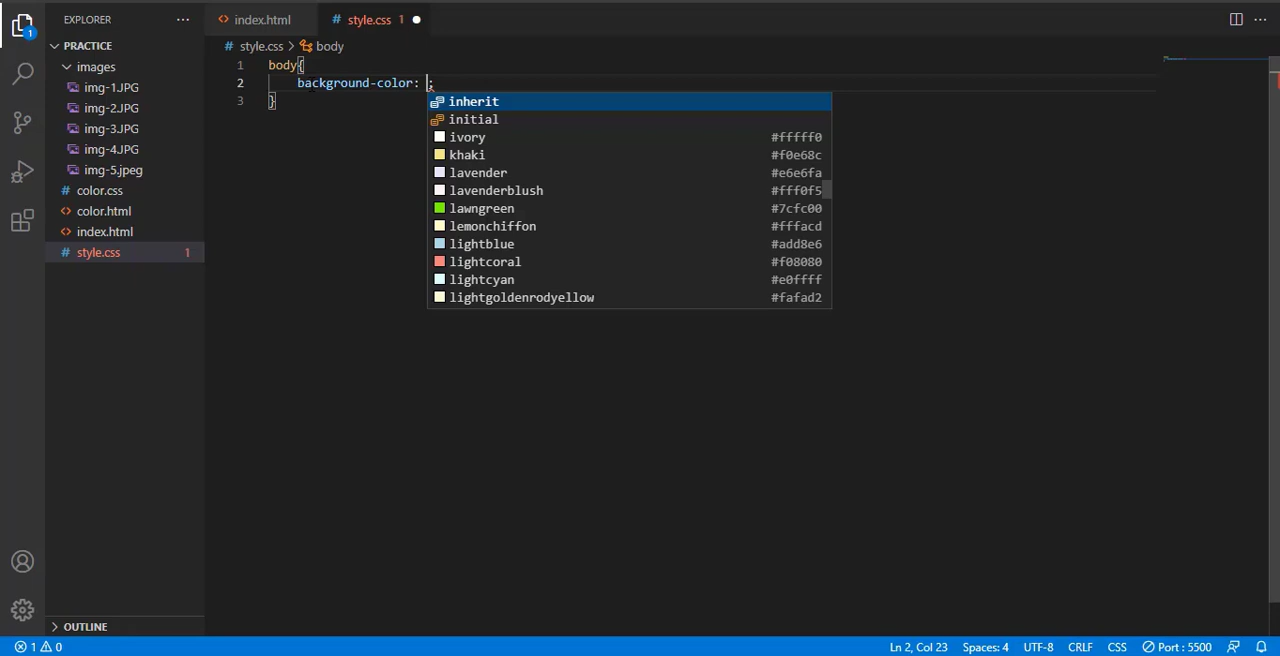 EXPLORER ···
index.html
style.css 1
1
PRACTICE
style.css > body
images
1 body{
img-1.JPG
2 background-color: ;
img-2.JPG
3 }
img-3.JPG
img-4.JPG
img-5.jpeg
color.css
color.html
index.html
style.css 1
inherit
initial
ivory #fffff0
khaki #f0e68c
lavender #e6e6fa
lavenderblush #fff0f5
lawngreen #7cfc00
lemonchiffon #fffacd
lightblue #add8e6
lightcoral #f08080
lightcyan #e0ffff
lightgoldenrodyellow #fafad2
OUTLINE
1 0 Ln 2, Col 23 Spaces: 4 UTF-8 CRLF CSS Port : 5500